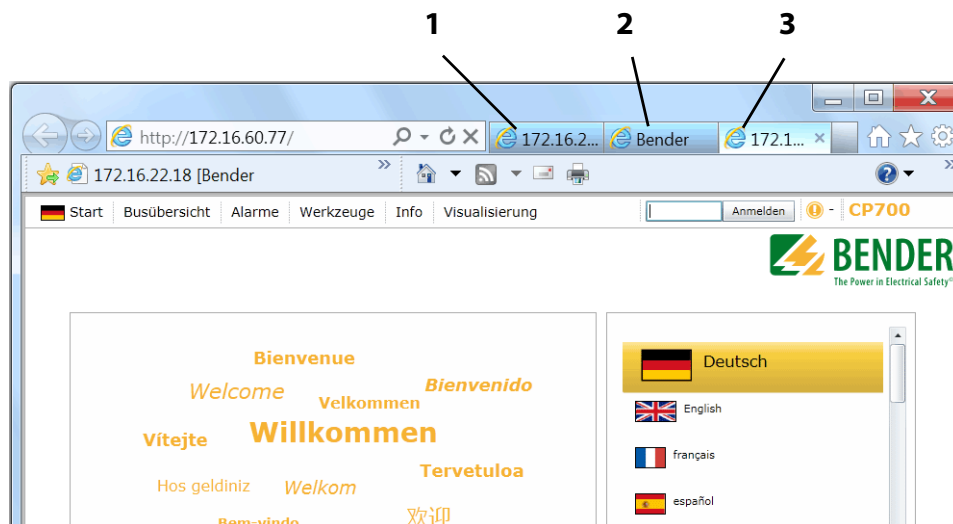 1 2 3
http://172.16.60.77/ 172.16.2... Bender 172.1...
172.16.22.18 [Bender
Start Busübersicht Alarme Werkzeuge Info Visualisierung Anmelden - CP700
BENDER
The Power in Electrical Safety®
Bienvenue
Welcome Bienvenido
Velkommen
Vítejte Willkommen
Tervetuloa
Hos geldiniz Welkom
Bem-vindo 欢迎
Deutsch
English
français
español